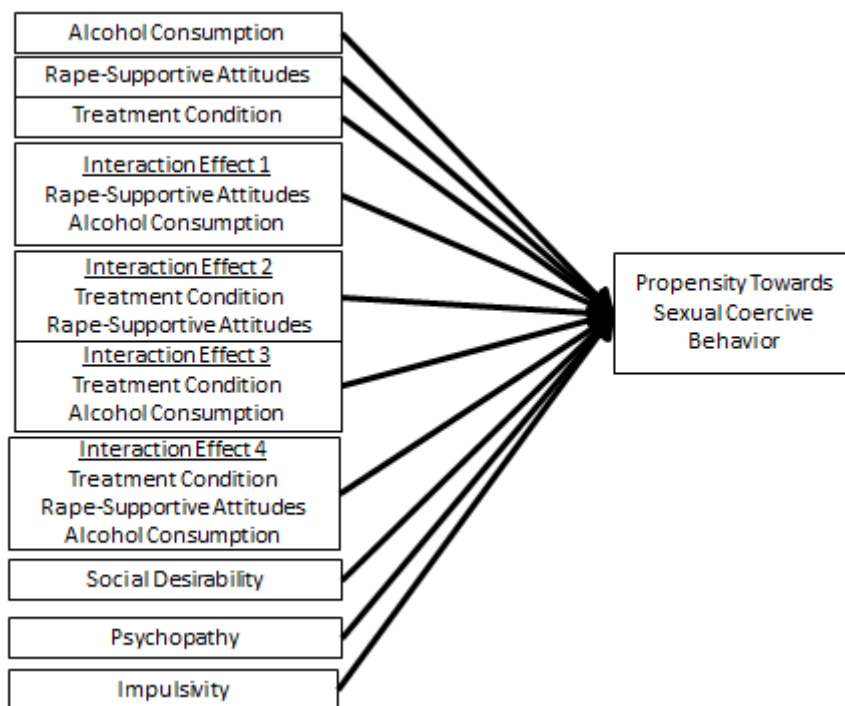 Alcohol Consumption
Rape-Supportive Attitudes
Treatment Condition
Interaction Effect 1
Rape-Supportive Attitudes
Alcohol Consumption
Interaction Effect 2
Treatment Condition
Rape-Supportive Attitudes
Interaction Effect 3
Treatment Condition
Alcohol Consumption
Interaction Effect 4
Treatment Condition
Rape-Supportive Attitudes
Alcohol Consumption
Social Desirability
Psychopathy
Impulsivity
Propensity Towards
Sexual Coercive
Behavior